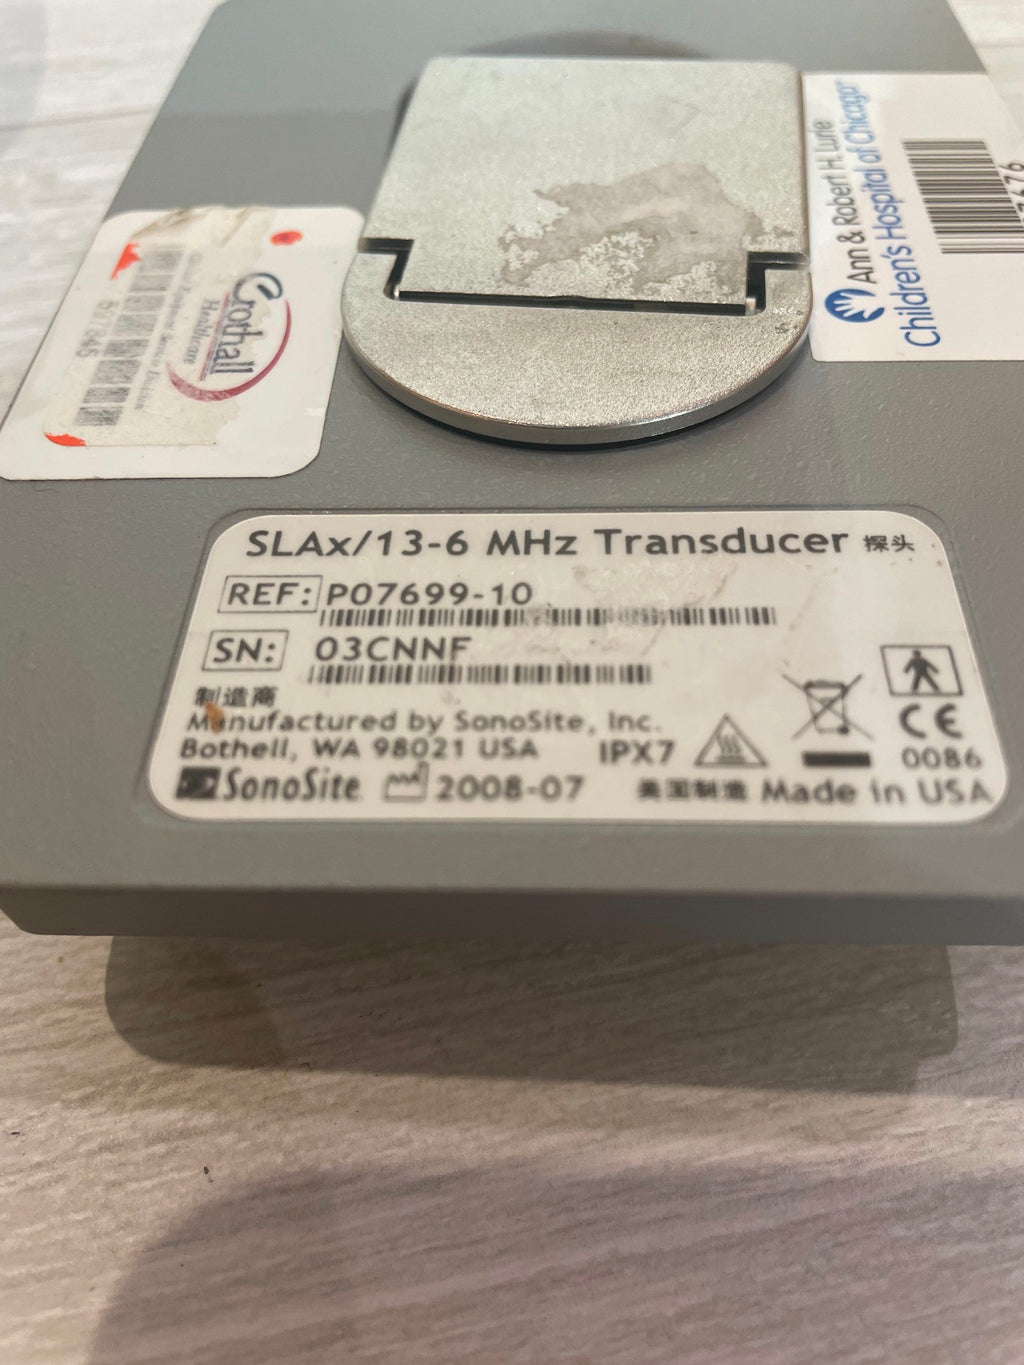 Ann & Robert H. Lurie
Children's Hospital of Chicago
Crothall
Healthcare
SLAx/13-6 MHz Transducer 探头
REF: P07699-10
SN: 03CNNF
制造商
Manufactured by SonoSite, Inc.
Bothell, WA 98021 USA IPX7
CE
0086
SonoSite 2008-07
美国制造 Made in USA